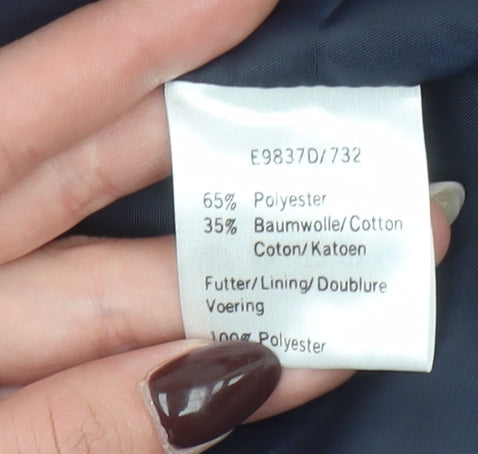 E9837D/732
65% Polyester
35% Baumwolle/Cotton
Coton/Katoen
Futter/Lining/Doublure
Voering
100% Polyester